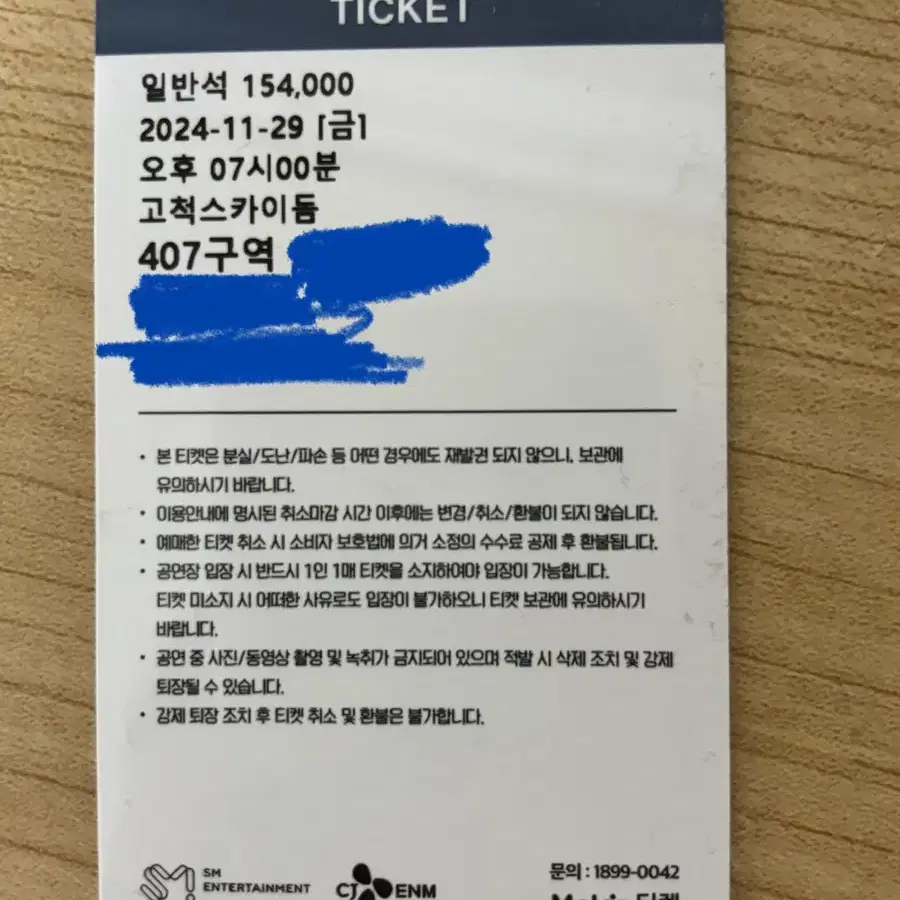 TICKET
일반석 154,000
2024-11-29 [금]
오후 07시00분
고척스카이돔
407구역
• 본 티켓은 분실/도난/파손 등 어떤 경우에도 재발권 되지 않으니, 보관에
유의하시기 바랍니다.
• 이용안내에 명시된 취소마감 시간 이후에는 변경/취소/환불이 되지 않습니다.
• 예매한 티켓 취소 시 소비자 보호법에 의거 소정의 수수료 공제 후 환불됩니다.
• 공연장 입장 시 반드시 1인 1매 티켓을 소지하여야 입장이 가능합니다.
티켓 미소지 시 어떠한 사유로도 입장이 불가하오니 티켓 보관에 유의하시기
바랍니다.
• 공연 중 사진/동영상 촬영 및 녹취가 금지되어 있으며 적발 시 삭제 조치 및 강제
퇴장될 수 있습니다.
• 강제 퇴장 조치 후 티켓 취소 및 환불은 불가합니다.
SM
ENTERTAINMENT
CJ ENM
문의 : 1899-0042
Melon 티켓